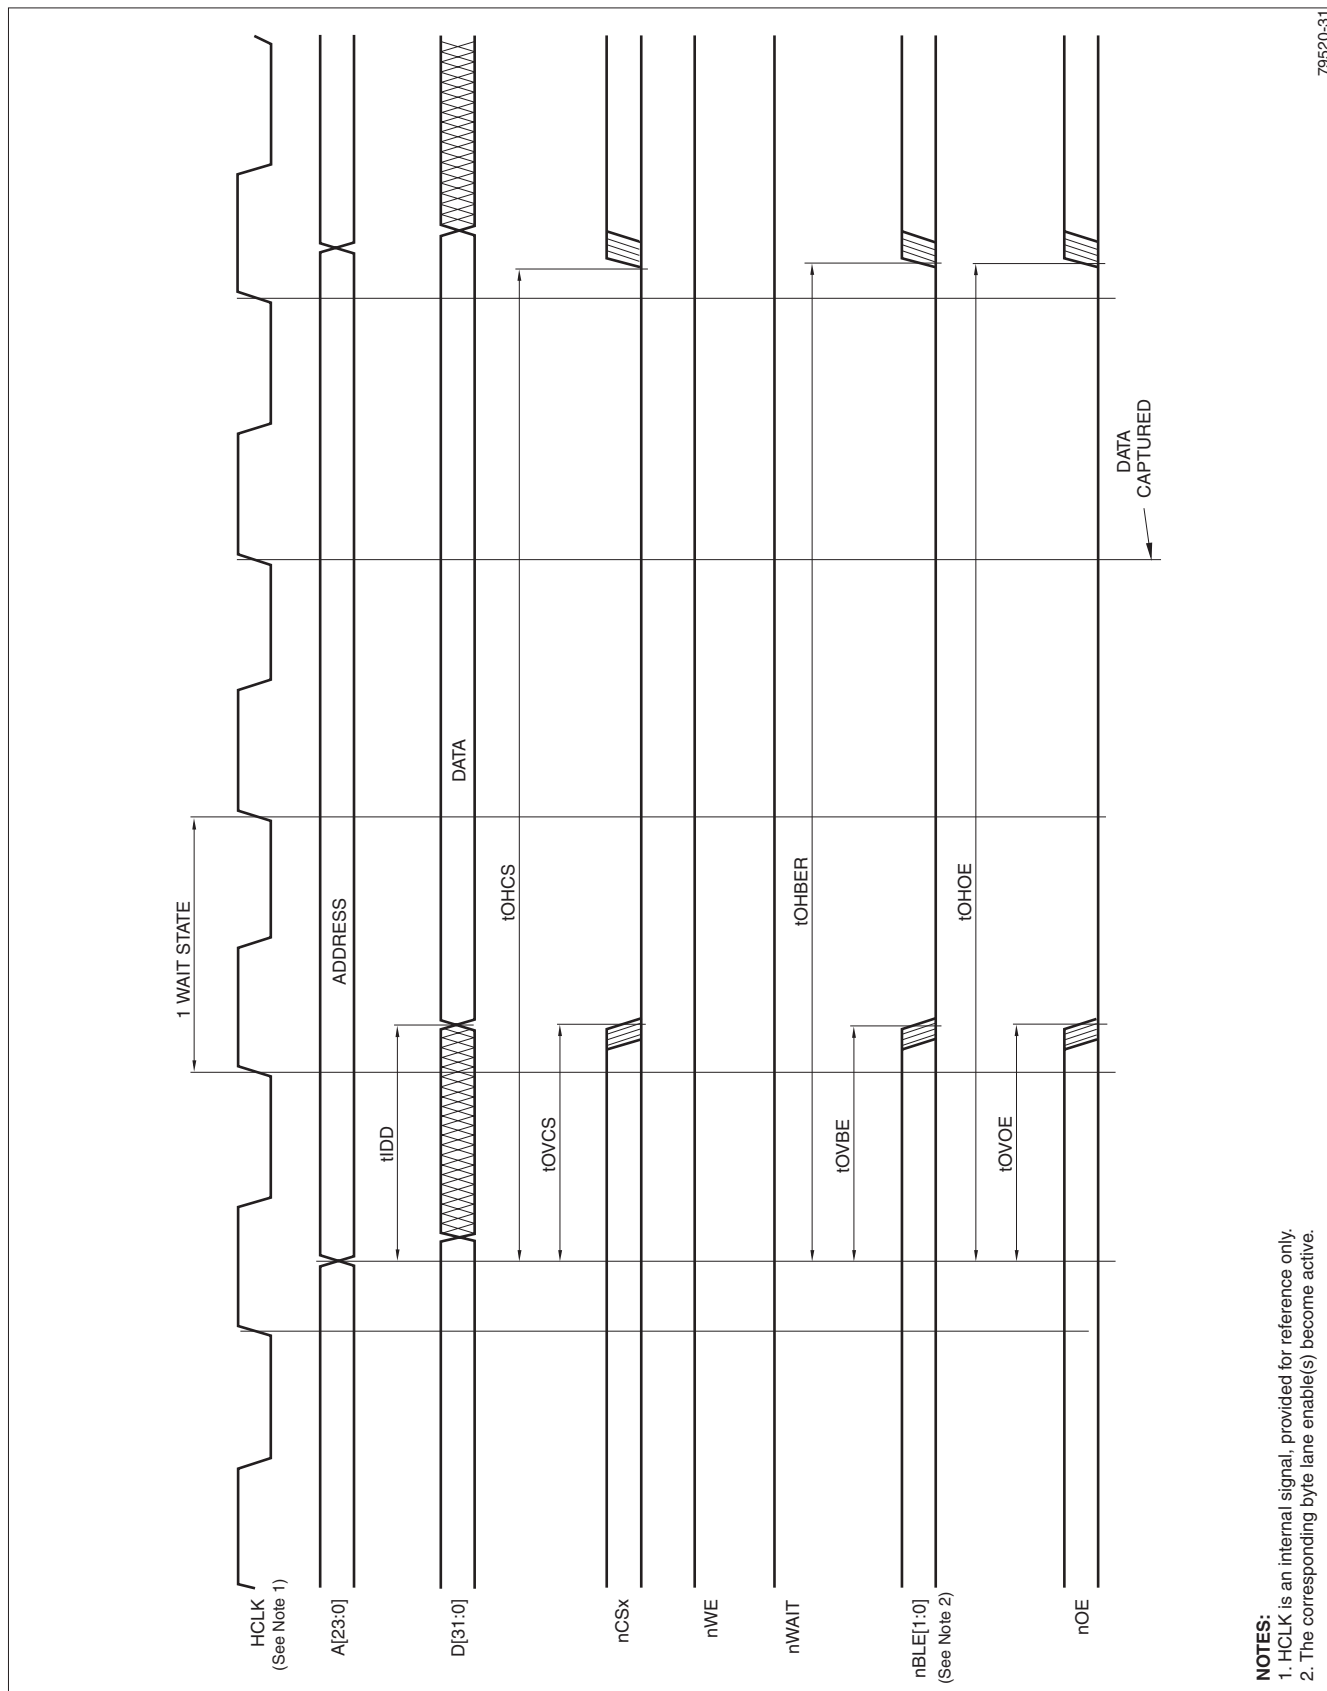 1 WAIT STATE
HCLK
(See Note 1)
A[23:0]
ADDRESS
tIDD
D[31:0]
DATA
tOHCS
tOVCS
nCSx
nWE
nWAIT
tOHBER
tOVBE
nBLE[1:0]
(See Note 2)
tOHOE
tOVOE
nOE
DATA
CAPTURED
NOTES:
1. HCLK is an internal signal, provided for reference only.
2. The corresponding byte lane enable(s) become active.
79520-31